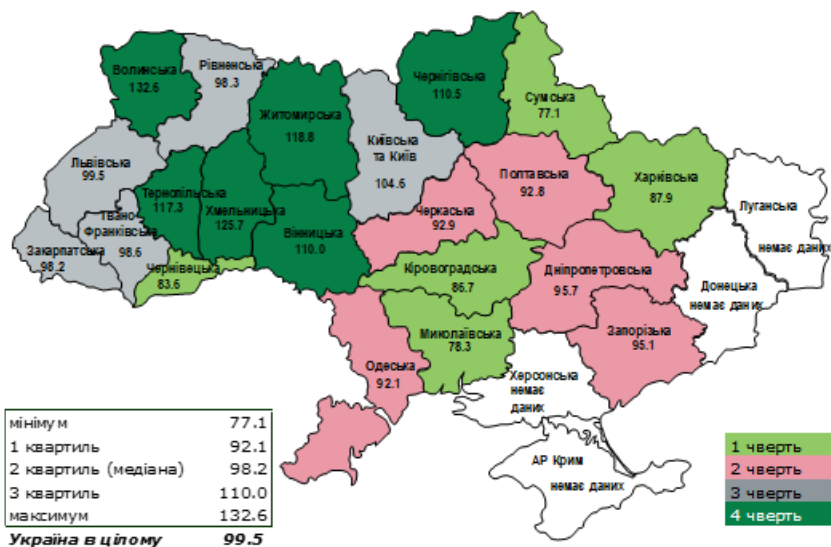 Волинська
132.6
Рівненська
98.3
Житомирська
118.8
Київська
та Київ
104.6
Чернігівська
110.5
Сумська
77.1
Львівська
99.5
Тернопільська
117.3
Хмельницька
125.7
Вінницька
110.0
Черкаська
92.9
Полтавська
92.8
Харківська
87.9
Луганська
немає даних
Івано-
Франківська
98.6
Закарпатська
98.2
Чернівецька
83.6
Кіровоградська
86.7
Дніпропетровська
95.7
Донецька
немає даних
Миколаївська
78.3
Запорізька
95.1
Одеська
92.1
Херсонська
немає
даних
АР Крим
немає даних
мінімум 77.1
1 квартиль 92.1
2 квартиль (медіана) 98.2
3 квартиль 110.0
максимум 132.6
Україна в цілому 99.5
1 чверть
2 чверть
3 чверть
4 чверть